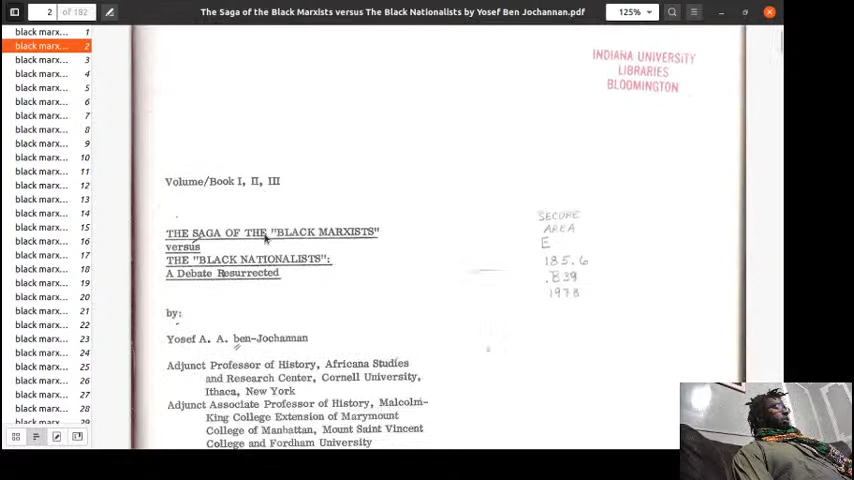 2 of 182
The Saga of the Black Marxists versus The Black Nationalists by Yosef Ben Jochannan.pdf
125%
black marx... 1
black marx... 2
black marx... 3
black marx... 4
black marx... 5
black marx... 6
black marx... 7
black marx... 8
black marx... 9
black marx... 10
black marx... 11
black marx... 12
black marx... 13
black marx... 14
black marx... 15
black marx... 16
black marx... 17
black marx... 18
black marx... 19
black marx... 20
black marx... 21
black marx... 22
black marx... 23
black marx... 24
black marx... 25
black marx... 26
black marx... 27
black marx... 28
black marx... 29
INDIANA UNIVERSITY
LIBRARIES
BLOOMINGTON
Volume/Book I, II, III
THE SAGA OF THE "BLACK MARXISTS"
versus
THE "BLACK NATIONALISTS":
A Debate Resurrected
by:
Yosef A. A. ben-Jochannan
Adjunct Professor of History, Africana Studies
and Research Center, Cornell University,
Ithaca, New York
Adjunct Associate Professor of History, Malcolm-
King College Extension of Marymount
College of Manhattan, Mount Saint Vincent
College and Fordham University
SECURE
AREA
E
185.6
.B39
1978